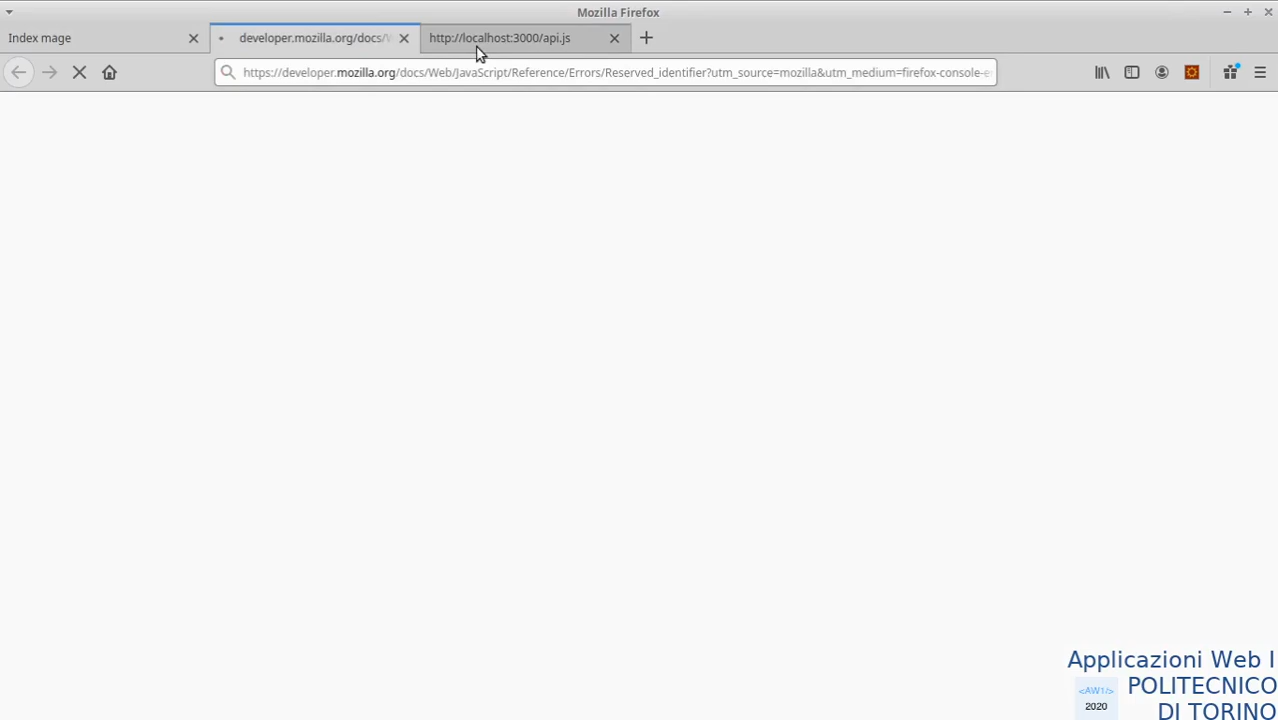 Mozilla Firefox
Index mage
developer.mozilla.org/docs/W
http://localhost:3000/api.js
https://developer.mozilla.org/docs/Web/JavaScript/Reference/Errors/Reserved_identifier?utm_source=mozilla&utm_medium=firefox-console-e
Applicazioni Web I
<AW1/>
2020
POLITECNICO
DI TORINO